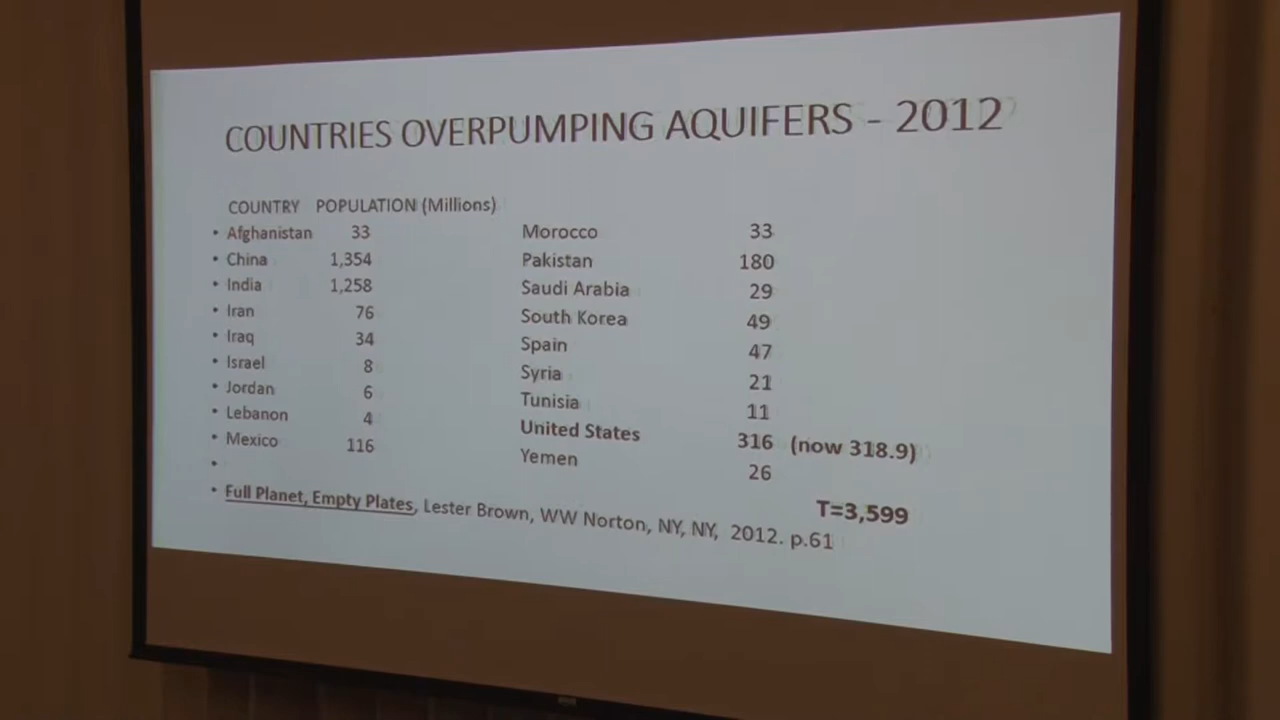 COUNTRIES OVERPUMPING AQUIFERS - 2012
COUNTRY POPULATION (Millions)
• Afghanistan 33
• China 1,354
• India 1,258
• Iran 76
• Iraq 34
• Israel 8
• Jordan 6
• Lebanon 4
• Mexico 116
Morocco 33
Pakistan 180
Saudi Arabia 29
South Korea 49
Spain 47
Syria 21
Tunisia 11
United States 316 (now 318.9)
Yemen 26
T=3,599
• Full Planet, Empty Plates, Lester Brown, WW Norton, NY, NY, 2012. p.61